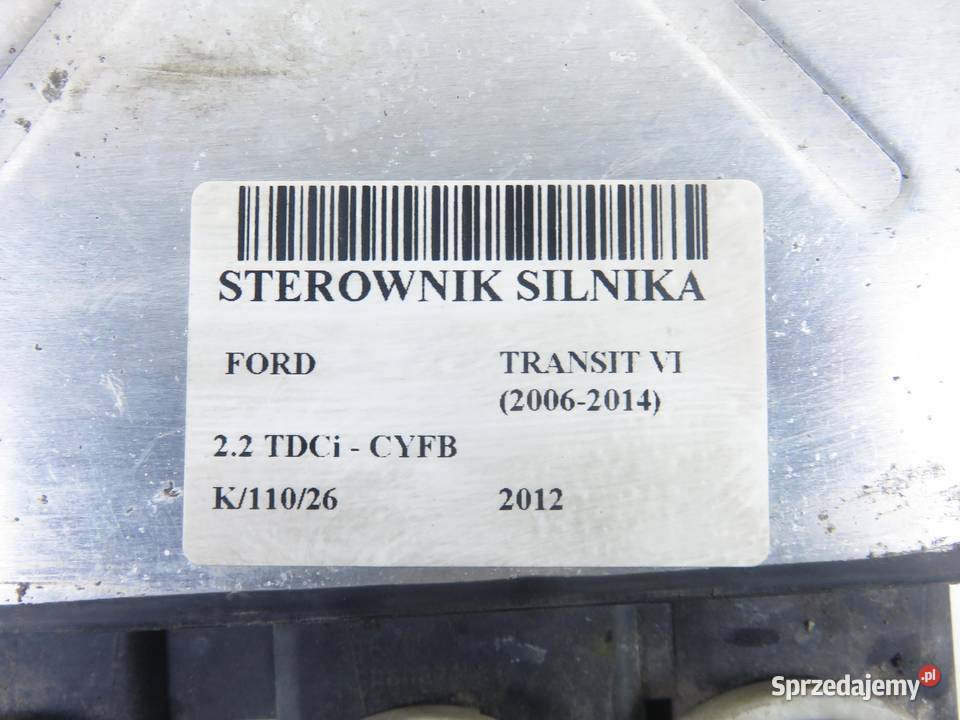 STEROWNIK SILNIKA
FORD TRANSIT VI
(2006-2014)
2.2 TDCi - CYFB
K/110/26 2012
Sprzedajemy.pl